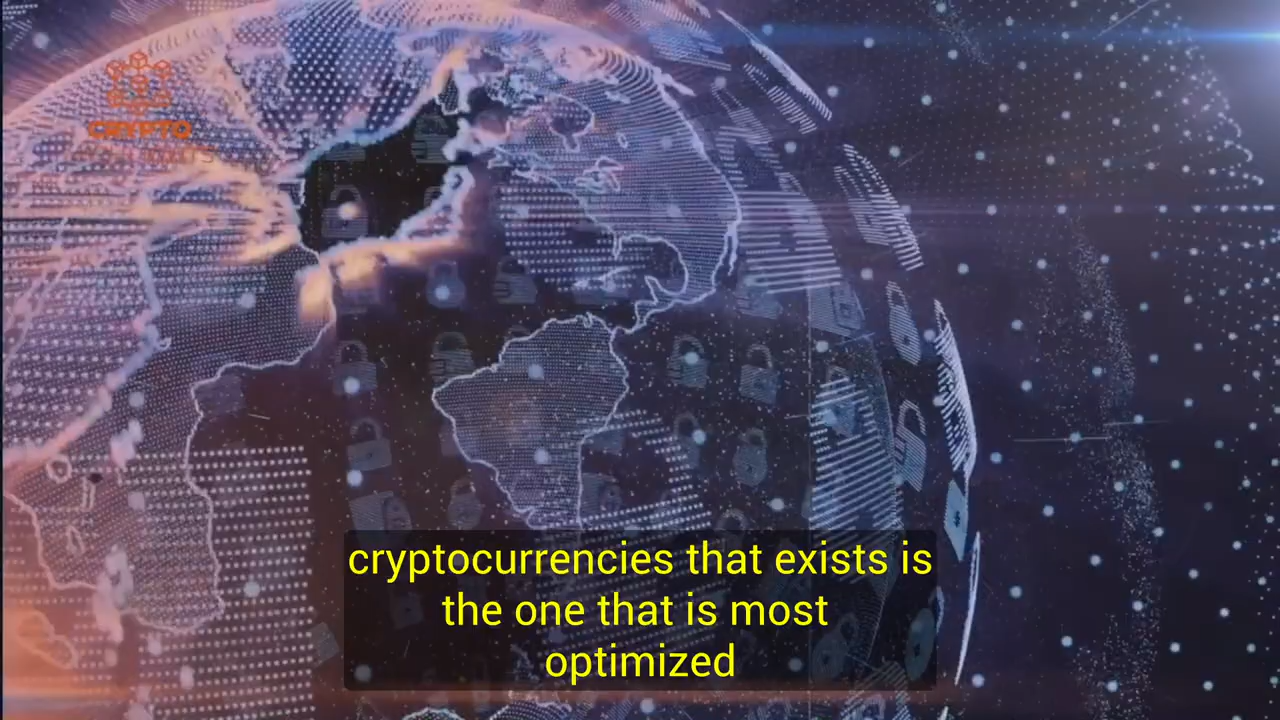 CRYPTO
cryptocurrencies that exists is
the one that is most
optimized